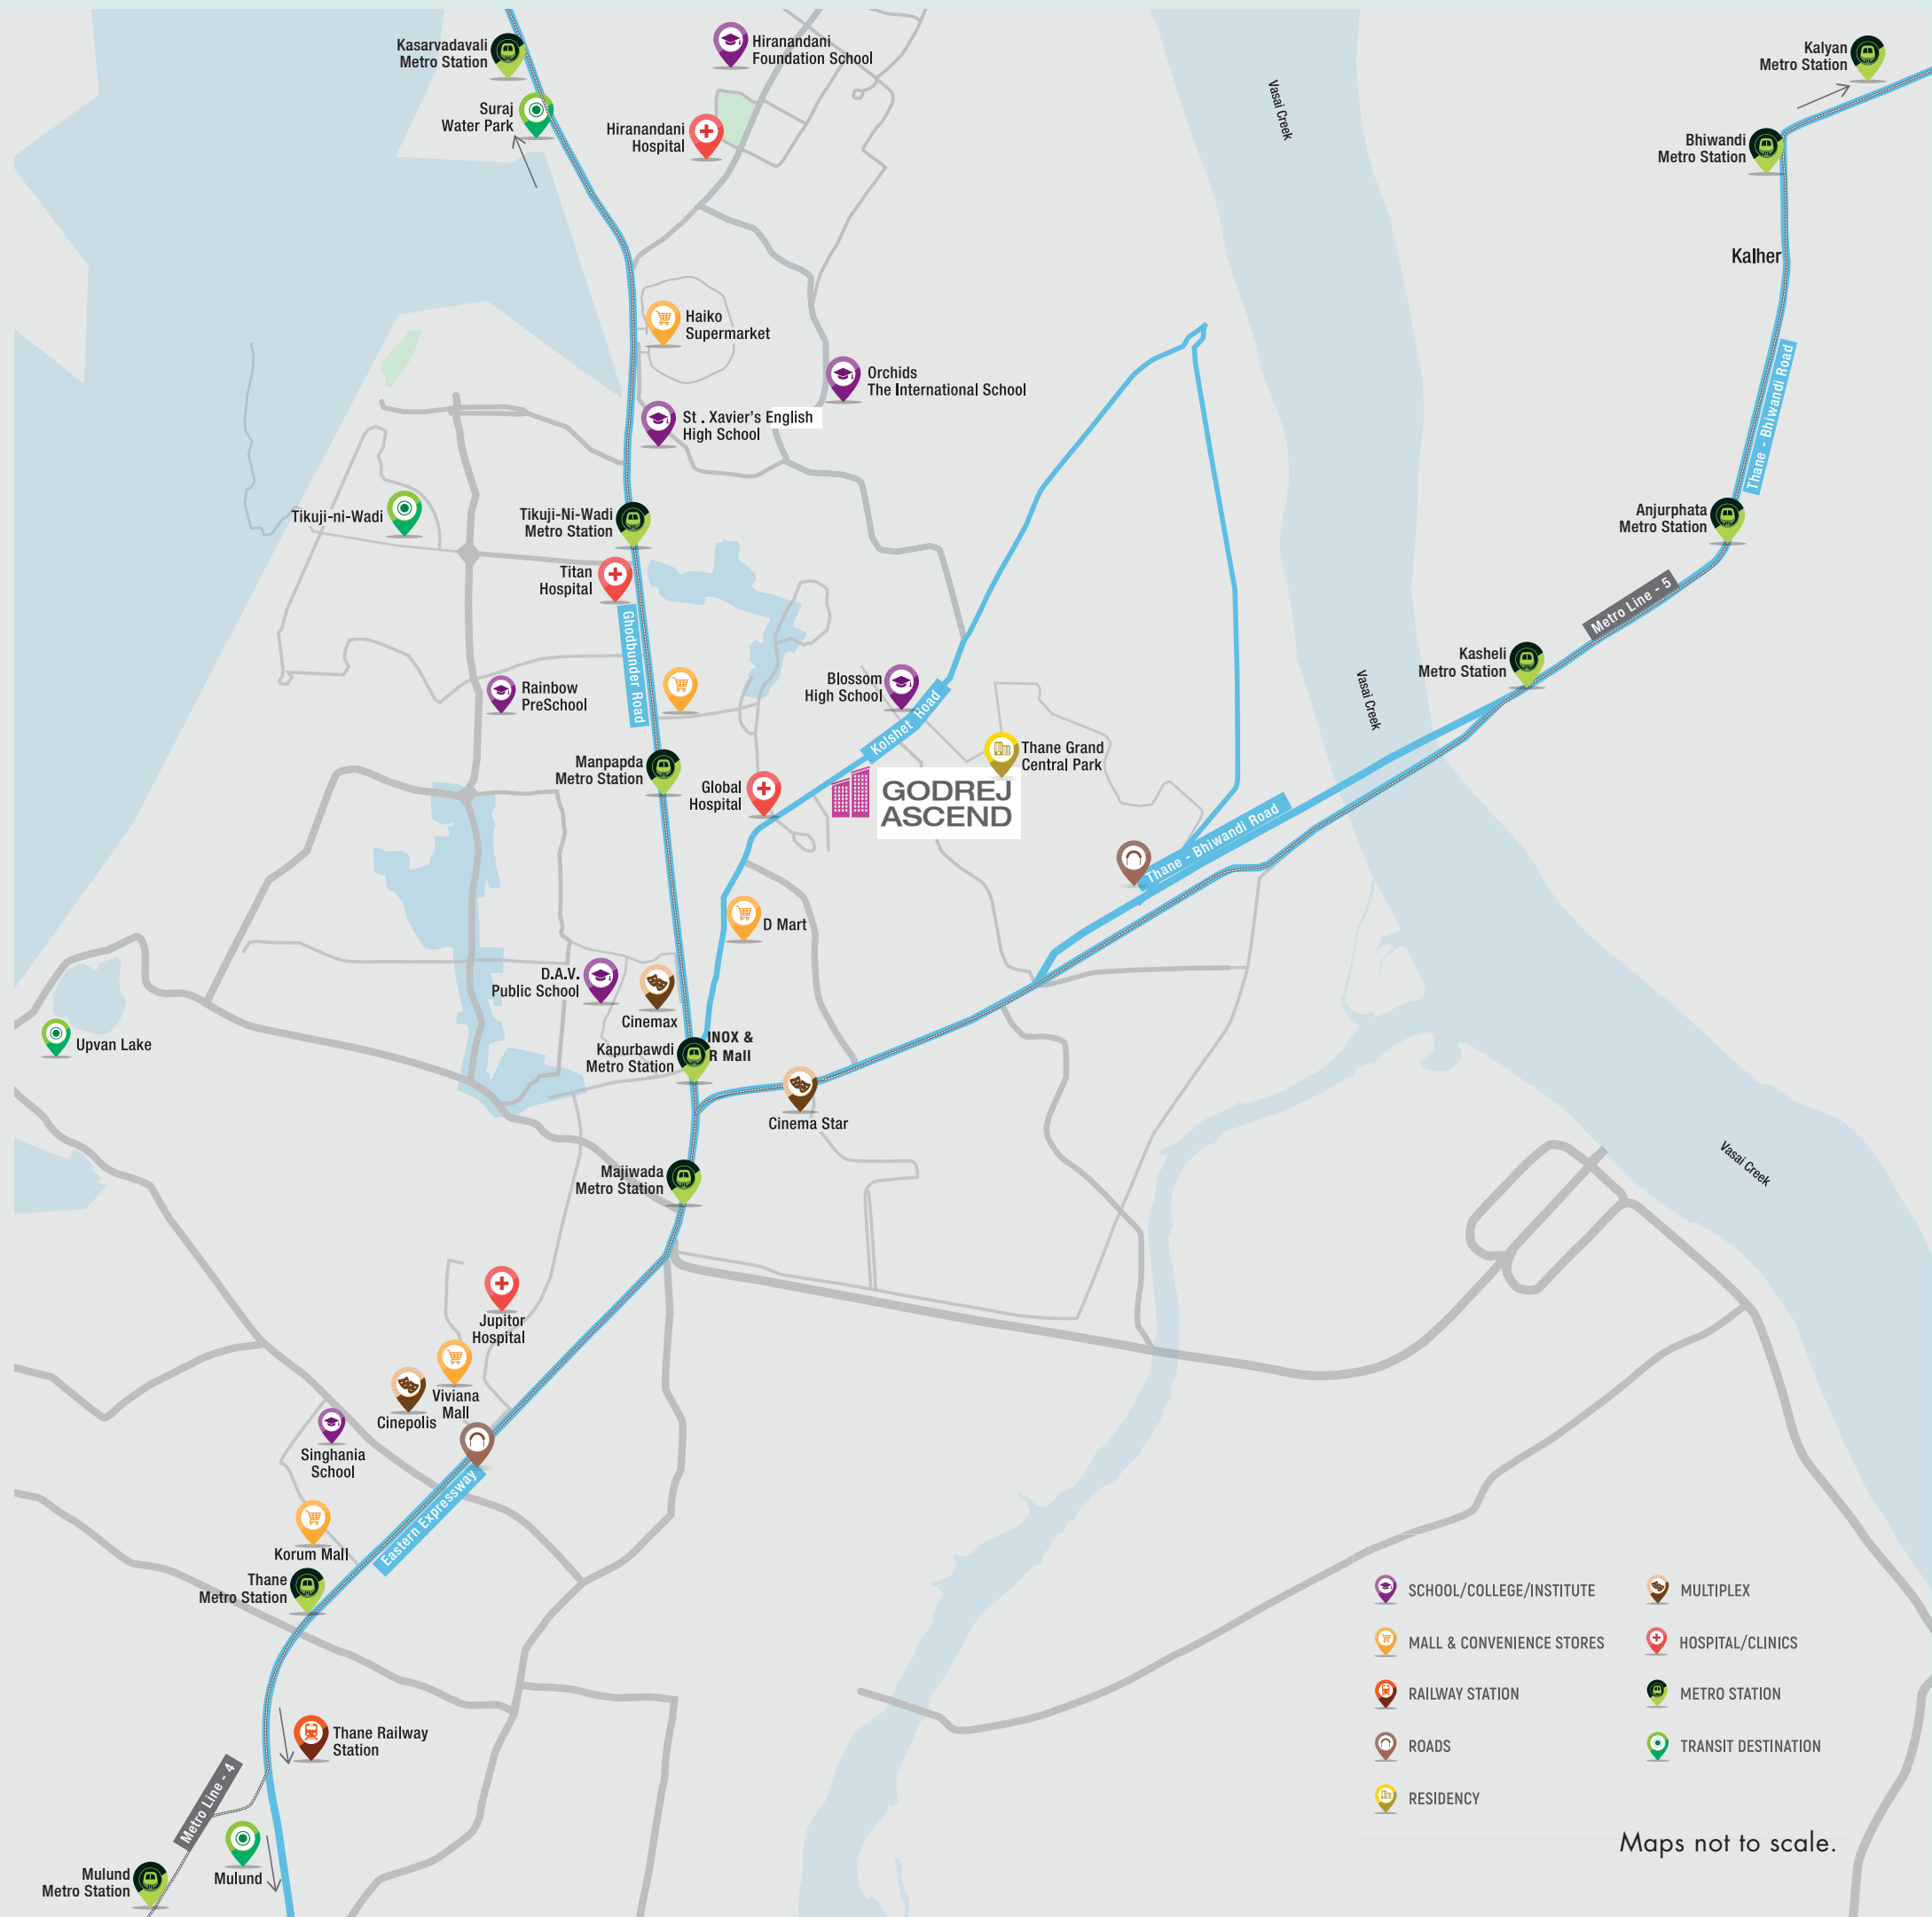 Kasarvadavali
Metro Station
Hiranandani
Foundation School
Kalyan
Metro Station
Suraj
Water Park
Hiranandani
Hospital
Vasai Creek
Bhiwandi
Metro Station
Kalher
Haiko
Supermarket
Orchids
The International School
St . Xavier's English
High School
Thane - Bhiwandi Road
Tikuji-ni-Wadi
Tikuji-Ni-Wadi
Metro Station
Anjurphata
Metro Station
Titan
Hospital
Metro Line - 5
Ghodbunder Road
Kasheli
Metro Station
Rainbow
PreSchool
Blossom
High School
Kolshet Road
Vasai Creek
Thane Grand
Central Park
Manpapda
Metro Station
Global
Hospital
GODREJ
ASCEND
Thane - Bhiwandi Road
D Mart
D.A.V.
Public School
Cinemax
Upvan Lake
INOX &
R Mall
Kapurbawdi
Metro Station
Cinema Star
Majiwada
Metro Station
Vasai Creek
Jupitor
Hospital
Viviana
Mall
Cinepolis
Singhania
School
Eastern Expressway
Korum Mall
Thane
Metro Station
Thane Railway
Station
Metro Line - 4
Mulund
Mulund
Metro Station
SCHOOL/COLLEGE/INSTITUTE
MULTIPLEX
MALL & CONVENIENCE STORES
HOSPITAL/CLINICS
RAILWAY STATION
METRO STATION
ROADS
TRANSIT DESTINATION
RESIDENCY
Maps not to scale.